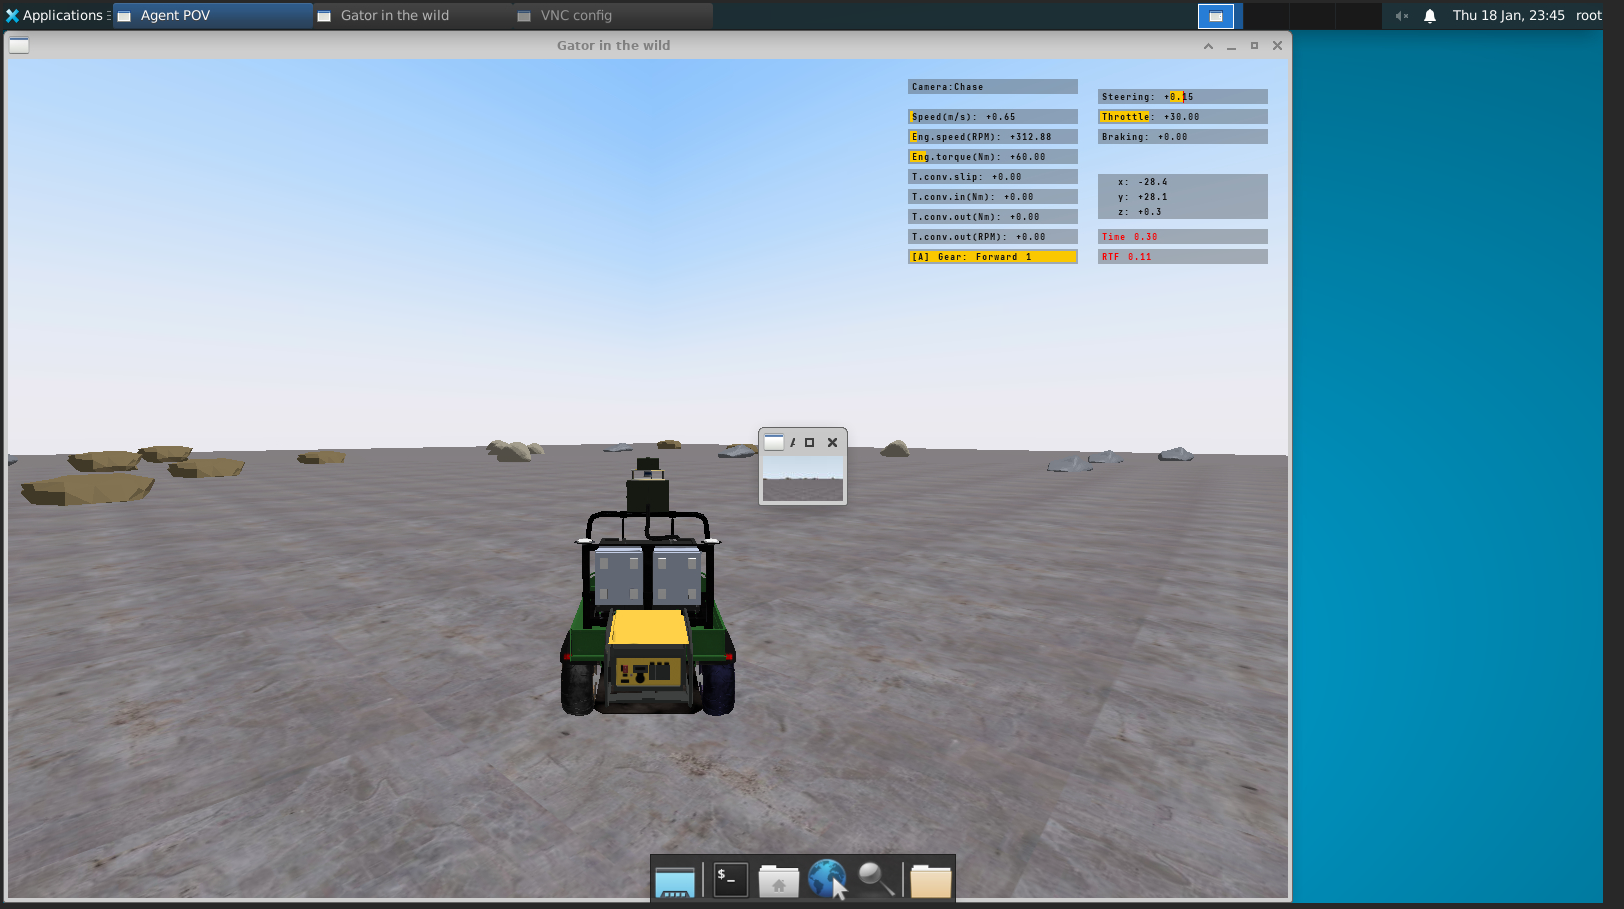 Applications
Agent POV
Gator in the wild
VNC config
Thu 18 Jan, 23:45
root
Gator in the wild
Camera:Chase
Speed(m/s): +0.65
Eng.speed(RPM): +312.88
Eng.torque(Nm): +60.00
T.conv.slip: +0.00
T.conv.in(Nm): +0.00
T.conv.out(Nm): +0.00
T.conv.out(RPM): +0.00
[A] Gear: Forward 1
Steering: +0.15
Throttle: +30.00
Braking: +0.00
x: -28.4
y: +28.1
z: +0.3
Time 0.30
RTF 0.11
$_